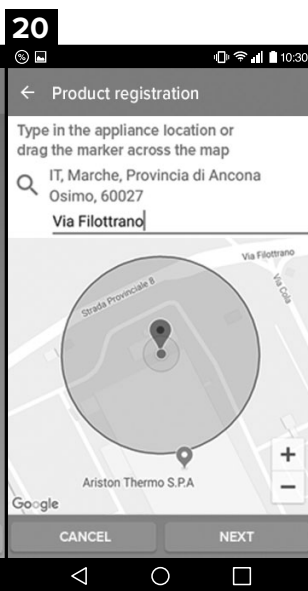 20
10:30
Product registration
Type in the appliance location or
drag the marker across the map
IT, Marche, Provincia di Ancona
Osimo, 60027
Via Filottrano
Via Filottrano
Strada Provinciale 8
Via Cola
Ariston Thermo S.P.A
Google
CANCEL
NEXT